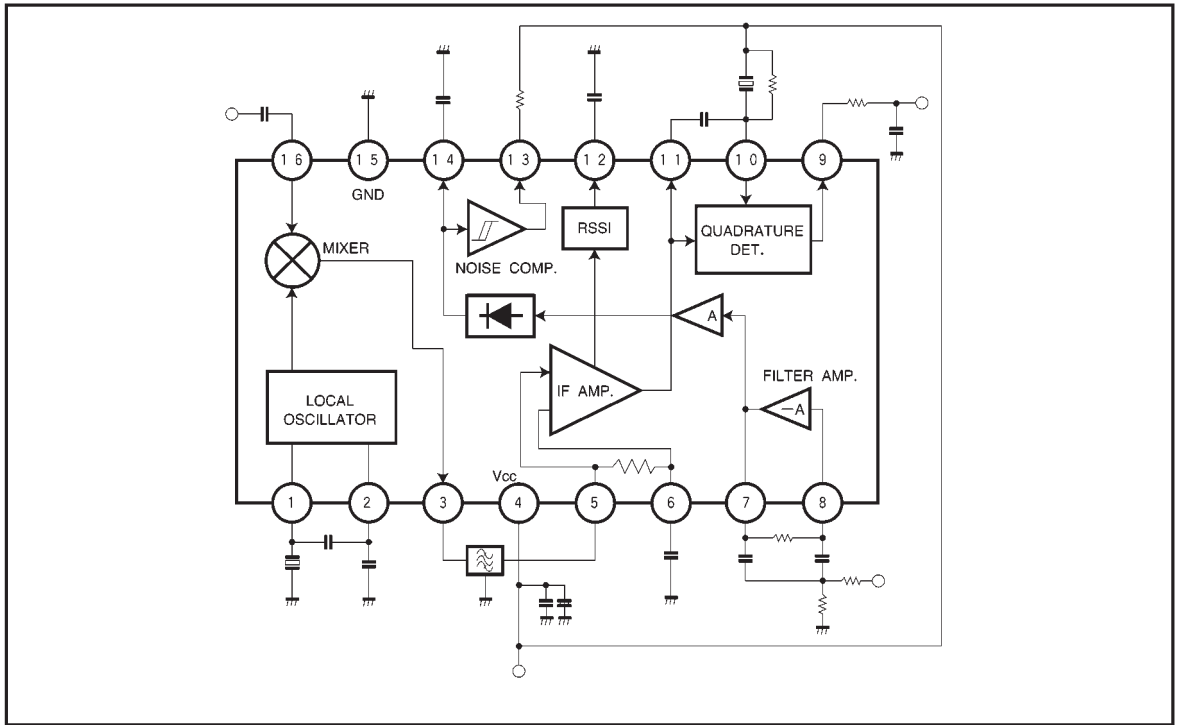 16 15 14 13 12 11 10 9
GND
MIXER
NOISE COMP.
RSSI
QUADRATURE
DET.
A
FILTER AMP.
IF AMP.
−A
LOCAL
OSCILLATOR
Vcc
1 2 3 4 5 6 7 8